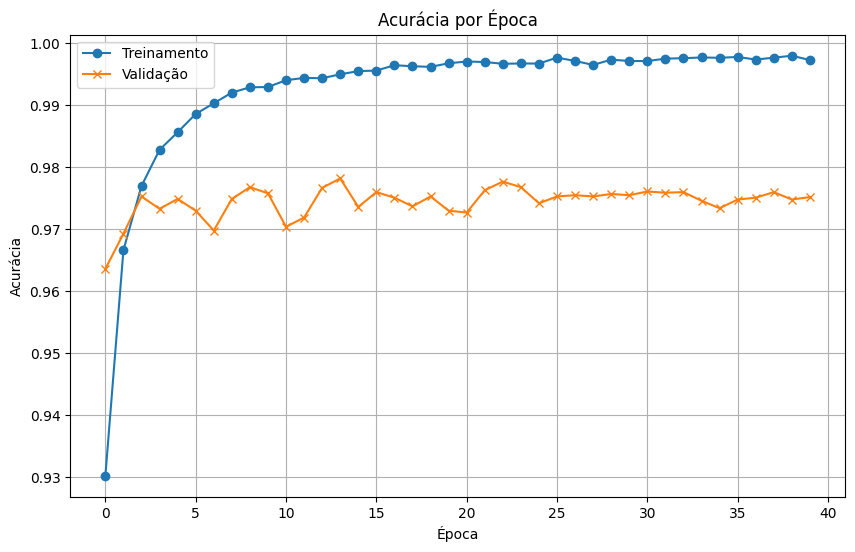 Acurácia por Época
Treinamento
Validação
Acurácia
1.00
0.99
0.98
0.97
0.96
0.95
0.94
0.93
0 5 10 15 20 25 30 35 40
Época